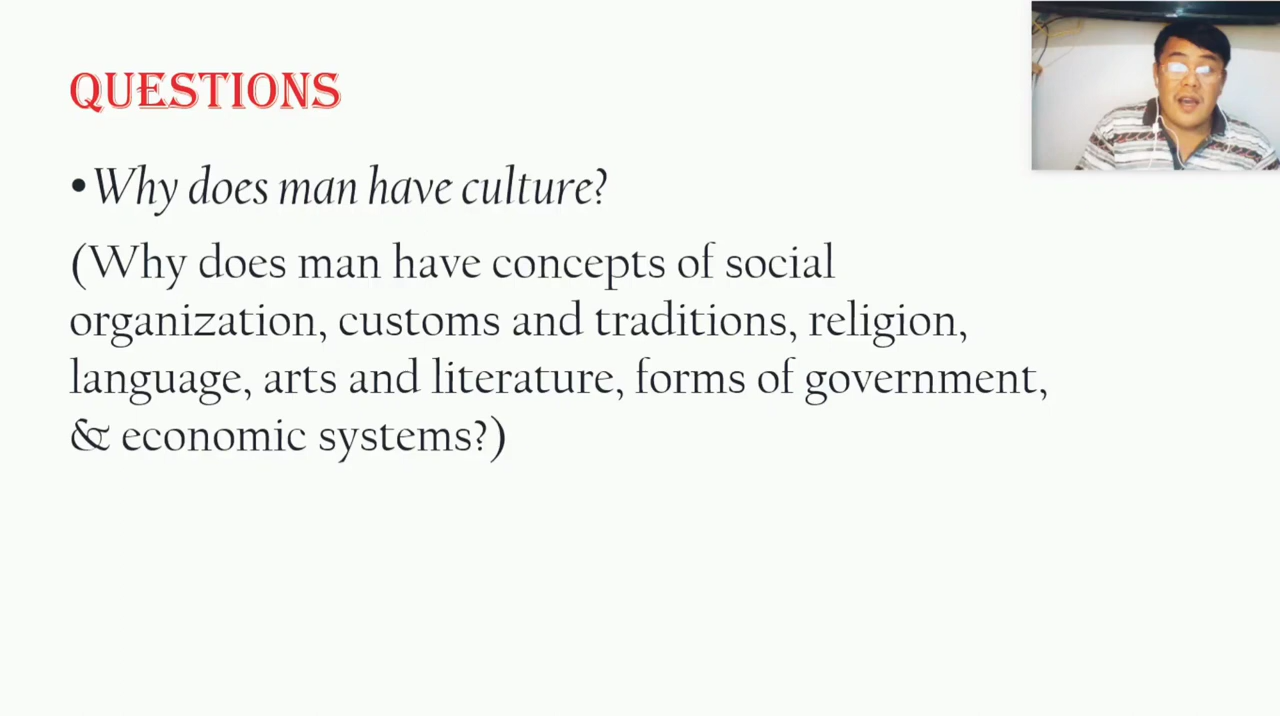 QUESTIONS
•Why does man have culture?
(Why does man have concepts of social
organization, customs and traditions, religion,
language, arts and literature, forms of government,
& economic systems?)